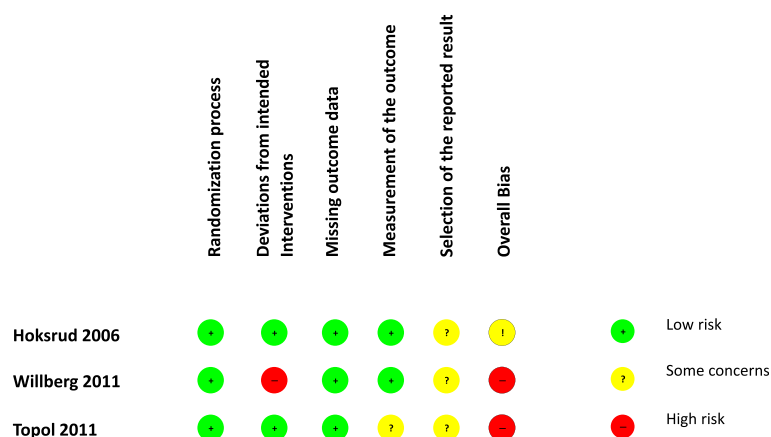 Randomization process
Deviations from intended
Interventions
Missing outcome data
Measurement of the outcome
Selection of the reported result
Overall Bias
Hoksrud 2006 + + + + ? !
Low risk +
Willberg 2011 + − + + ? −
Some concerns ?
Topol 2011 + + + ? ? −
High risk −